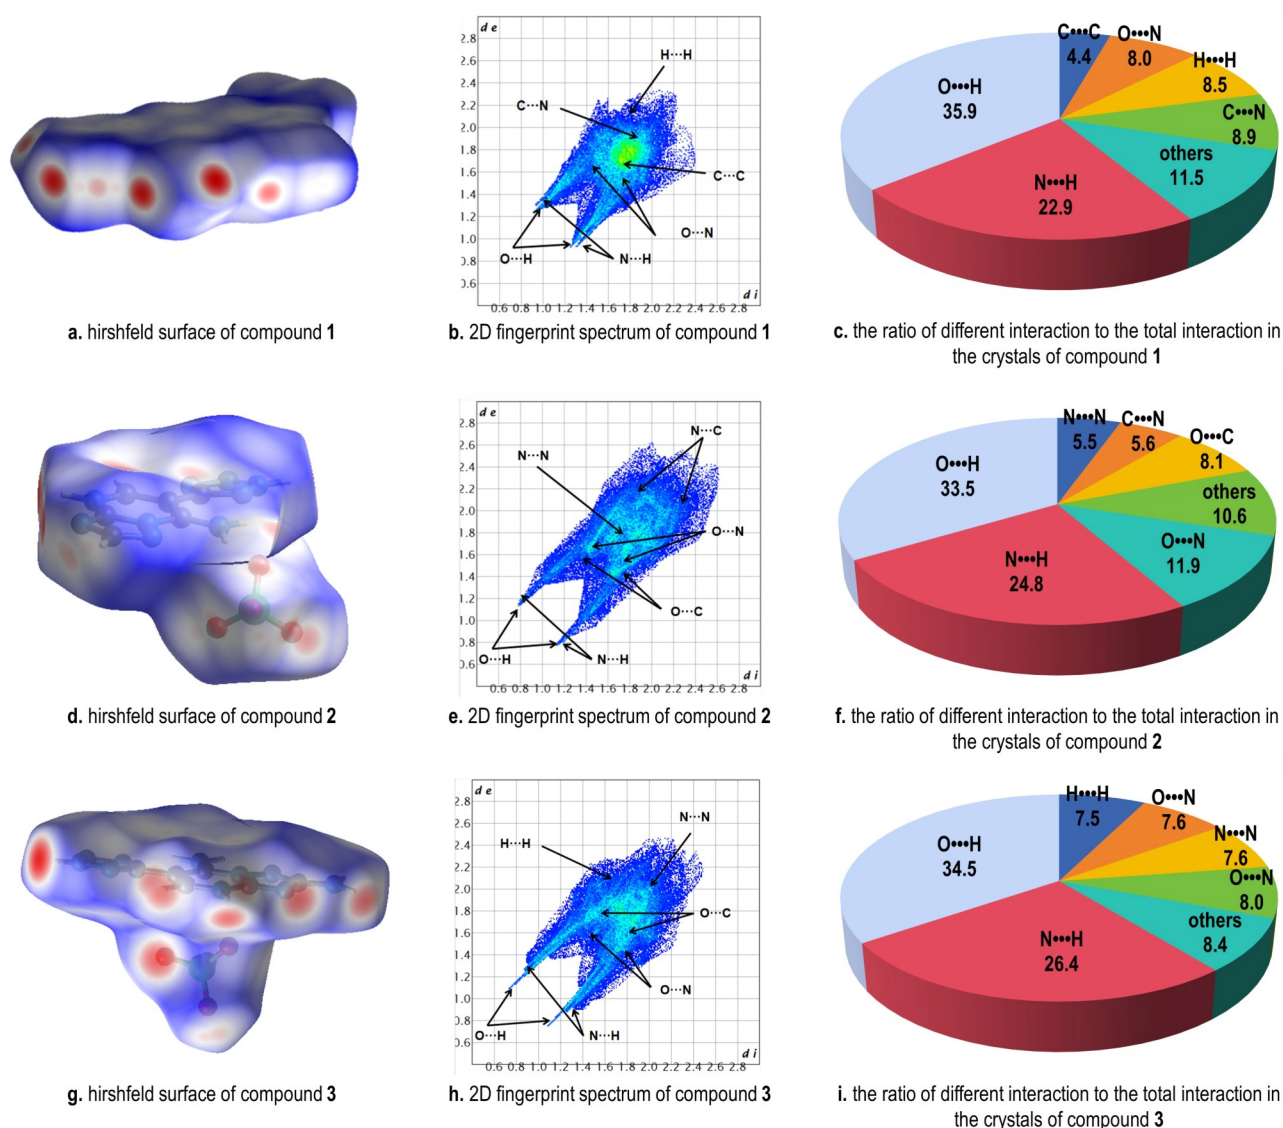 d e
2.8
2.6
2.4
2.2
2.0
1.8
1.6
1.4
1.2
1.0
0.8
0.6
H···H
C···N
C···C
O···N
O···H
N···H
d i
0.6 0.8 1.0 1.2 1.4 1.6 1.8 2.0 2.2 2.4 2.6 2.8
C•••C
4.4
O•••N
8.0
H•••H
8.5
C•••N
8.9
others
11.5
N•••H
22.9
O•••H
35.9
a. hirshfeld surface of compound 1
b. 2D fingerprint spectrum of compound 1
c. the ratio of different interaction to the total interaction in
the crystals of compound 1
d e
2.8
2.6
2.4
2.2
2.0
1.8
1.6
1.4
1.2
1.0
0.8
0.6
N···C
N···N
O···N
O···C
O···H
N···H
d i
0.6 0.8 1.0 1.2 1.4 1.6 1.8 2.0 2.2 2.4 2.6 2.8
N•••N
5.5
C•••N
5.6
O•••C
8.1
others
10.6
O•••N
11.9
N•••H
24.8
O•••H
33.5
d. hirshfeld surface of compound 2
e. 2D fingerprint spectrum of compound 2
f. the ratio of different interaction to the total interaction in
the crystals of compound 2
d e
2.8
2.6
2.4
2.2
2.0
1.8
1.6
1.4
1.2
1.0
0.8
0.6
N···N
H···H
O···C
O···N
O···H
N···H
d i
0.6 0.8 1.0 1.2 1.4 1.6 1.8 2.0 2.2 2.4 2.6 2.8
H•••H
7.5
O•••N
7.6
N•••N
7.6
O•••N
8.0
others
8.4
N•••H
26.4
O•••H
34.5
g. hirshfeld surface of compound 3
h. 2D fingerprint spectrum of compound 3
i. the ratio of different interaction to the total interaction in
the crystals of compound 3